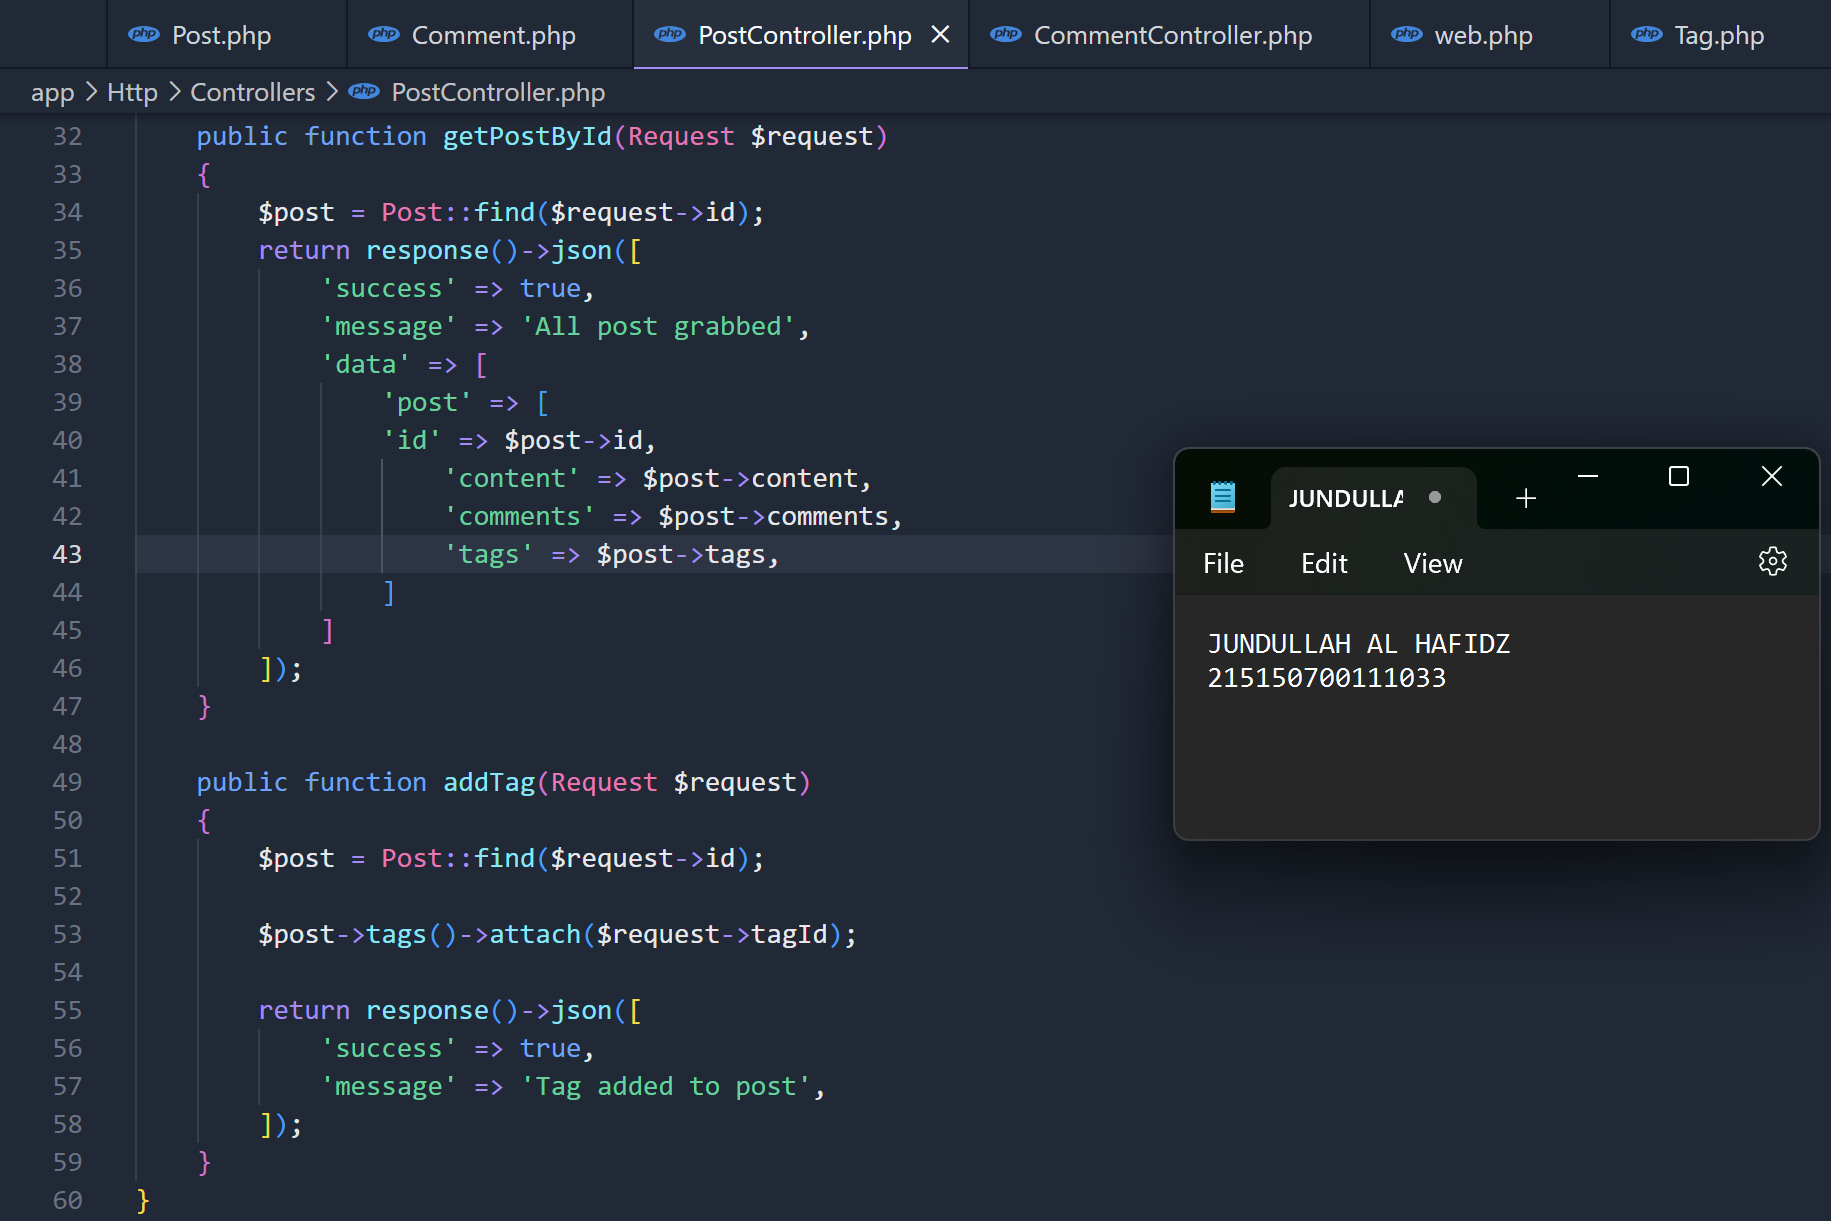 php Post.php php Comment.php php PostController.php php CommentController.php php web.php php Tag.php
app > Http > Controllers > php PostController.php
32 public function getPostById(Request $request)
33 {
34 $post = Post::find($request->id);
35 return response()->json([
36 'success' => true,
37 'message' => 'All post grabbed',
38 'data' => [
39 'post' => [
40 'id' => $post->id,
41 'content' => $post->content,
42 'comments' => $post->comments,
43 'tags' => $post->tags,
44 ]
45 ]
46 ]);
47 }
48
49 public function addTag(Request $request)
50 {
51 $post = Post::find($request->id);
52
53 $post->tags()->attach($request->tagId);
54
55 return response()->json([
56 'success' => true,
57 'message' => 'Tag added to post',
58 ]);
59 }
60 }
JUNDULLA
File Edit View
JUNDULLAH AL HAFIDZ
215150700111033